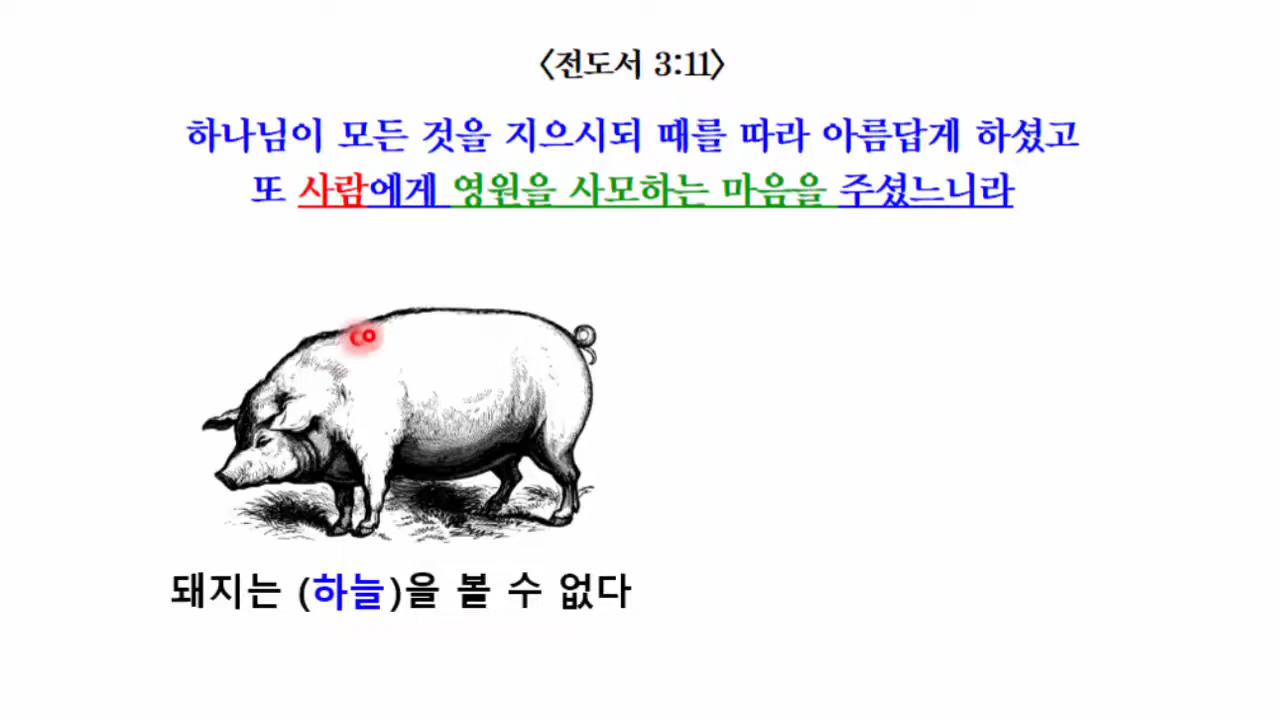 <전도서 3:11>
하나님이 모든 것을 지으시되 때를 따라 아름답게 하셨고
또 사람에게 영원을 사모하는 마음을 주셨느니라
돼지는 (하늘)을 볼 수 없다